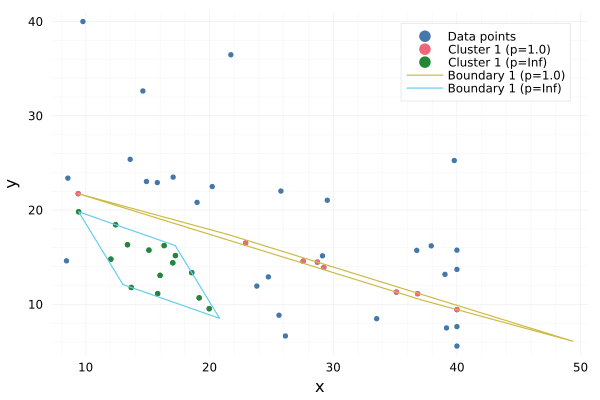 40
30
20
10
y
10
20
30
40
50
x
Data points
Cluster 1 (p=1.0)
Cluster 1 (p=Inf)
Boundary 1 (p=1.0)
Boundary 1 (p=Inf)